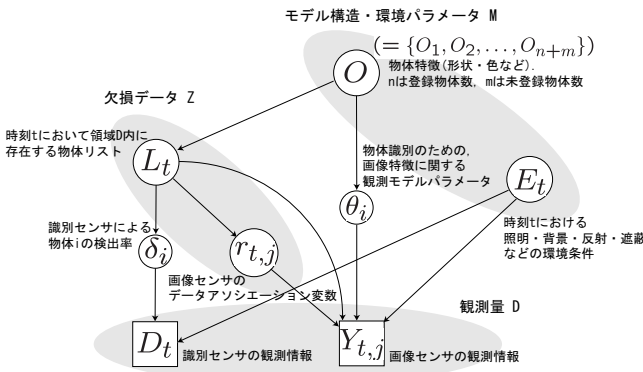 モデル構造・環境パラメータ M
(= {O₁, O₂, . . . , Oₙ₊ₘ})
O
物体特徴(形状・色など).
nは登録物体数, mは未登録物体数
欠損データ Z
時刻tにおいて領域D内に
存在する物体リスト
Lₜ
物体識別のための,
画像特徴に関する
観測モデルパラメータ
Eₜ
θᵢ
時刻tにおける
照明・背景・反射・遮蔽
などの環境条件
識別センサによる
物体iの検出率
δᵢ
r_{t,j}
画像センサの
データアソシエーション変数
観測量 D
Dₜ
識別センサの観測情報
Y_{t,j}
画像センサの観測情報